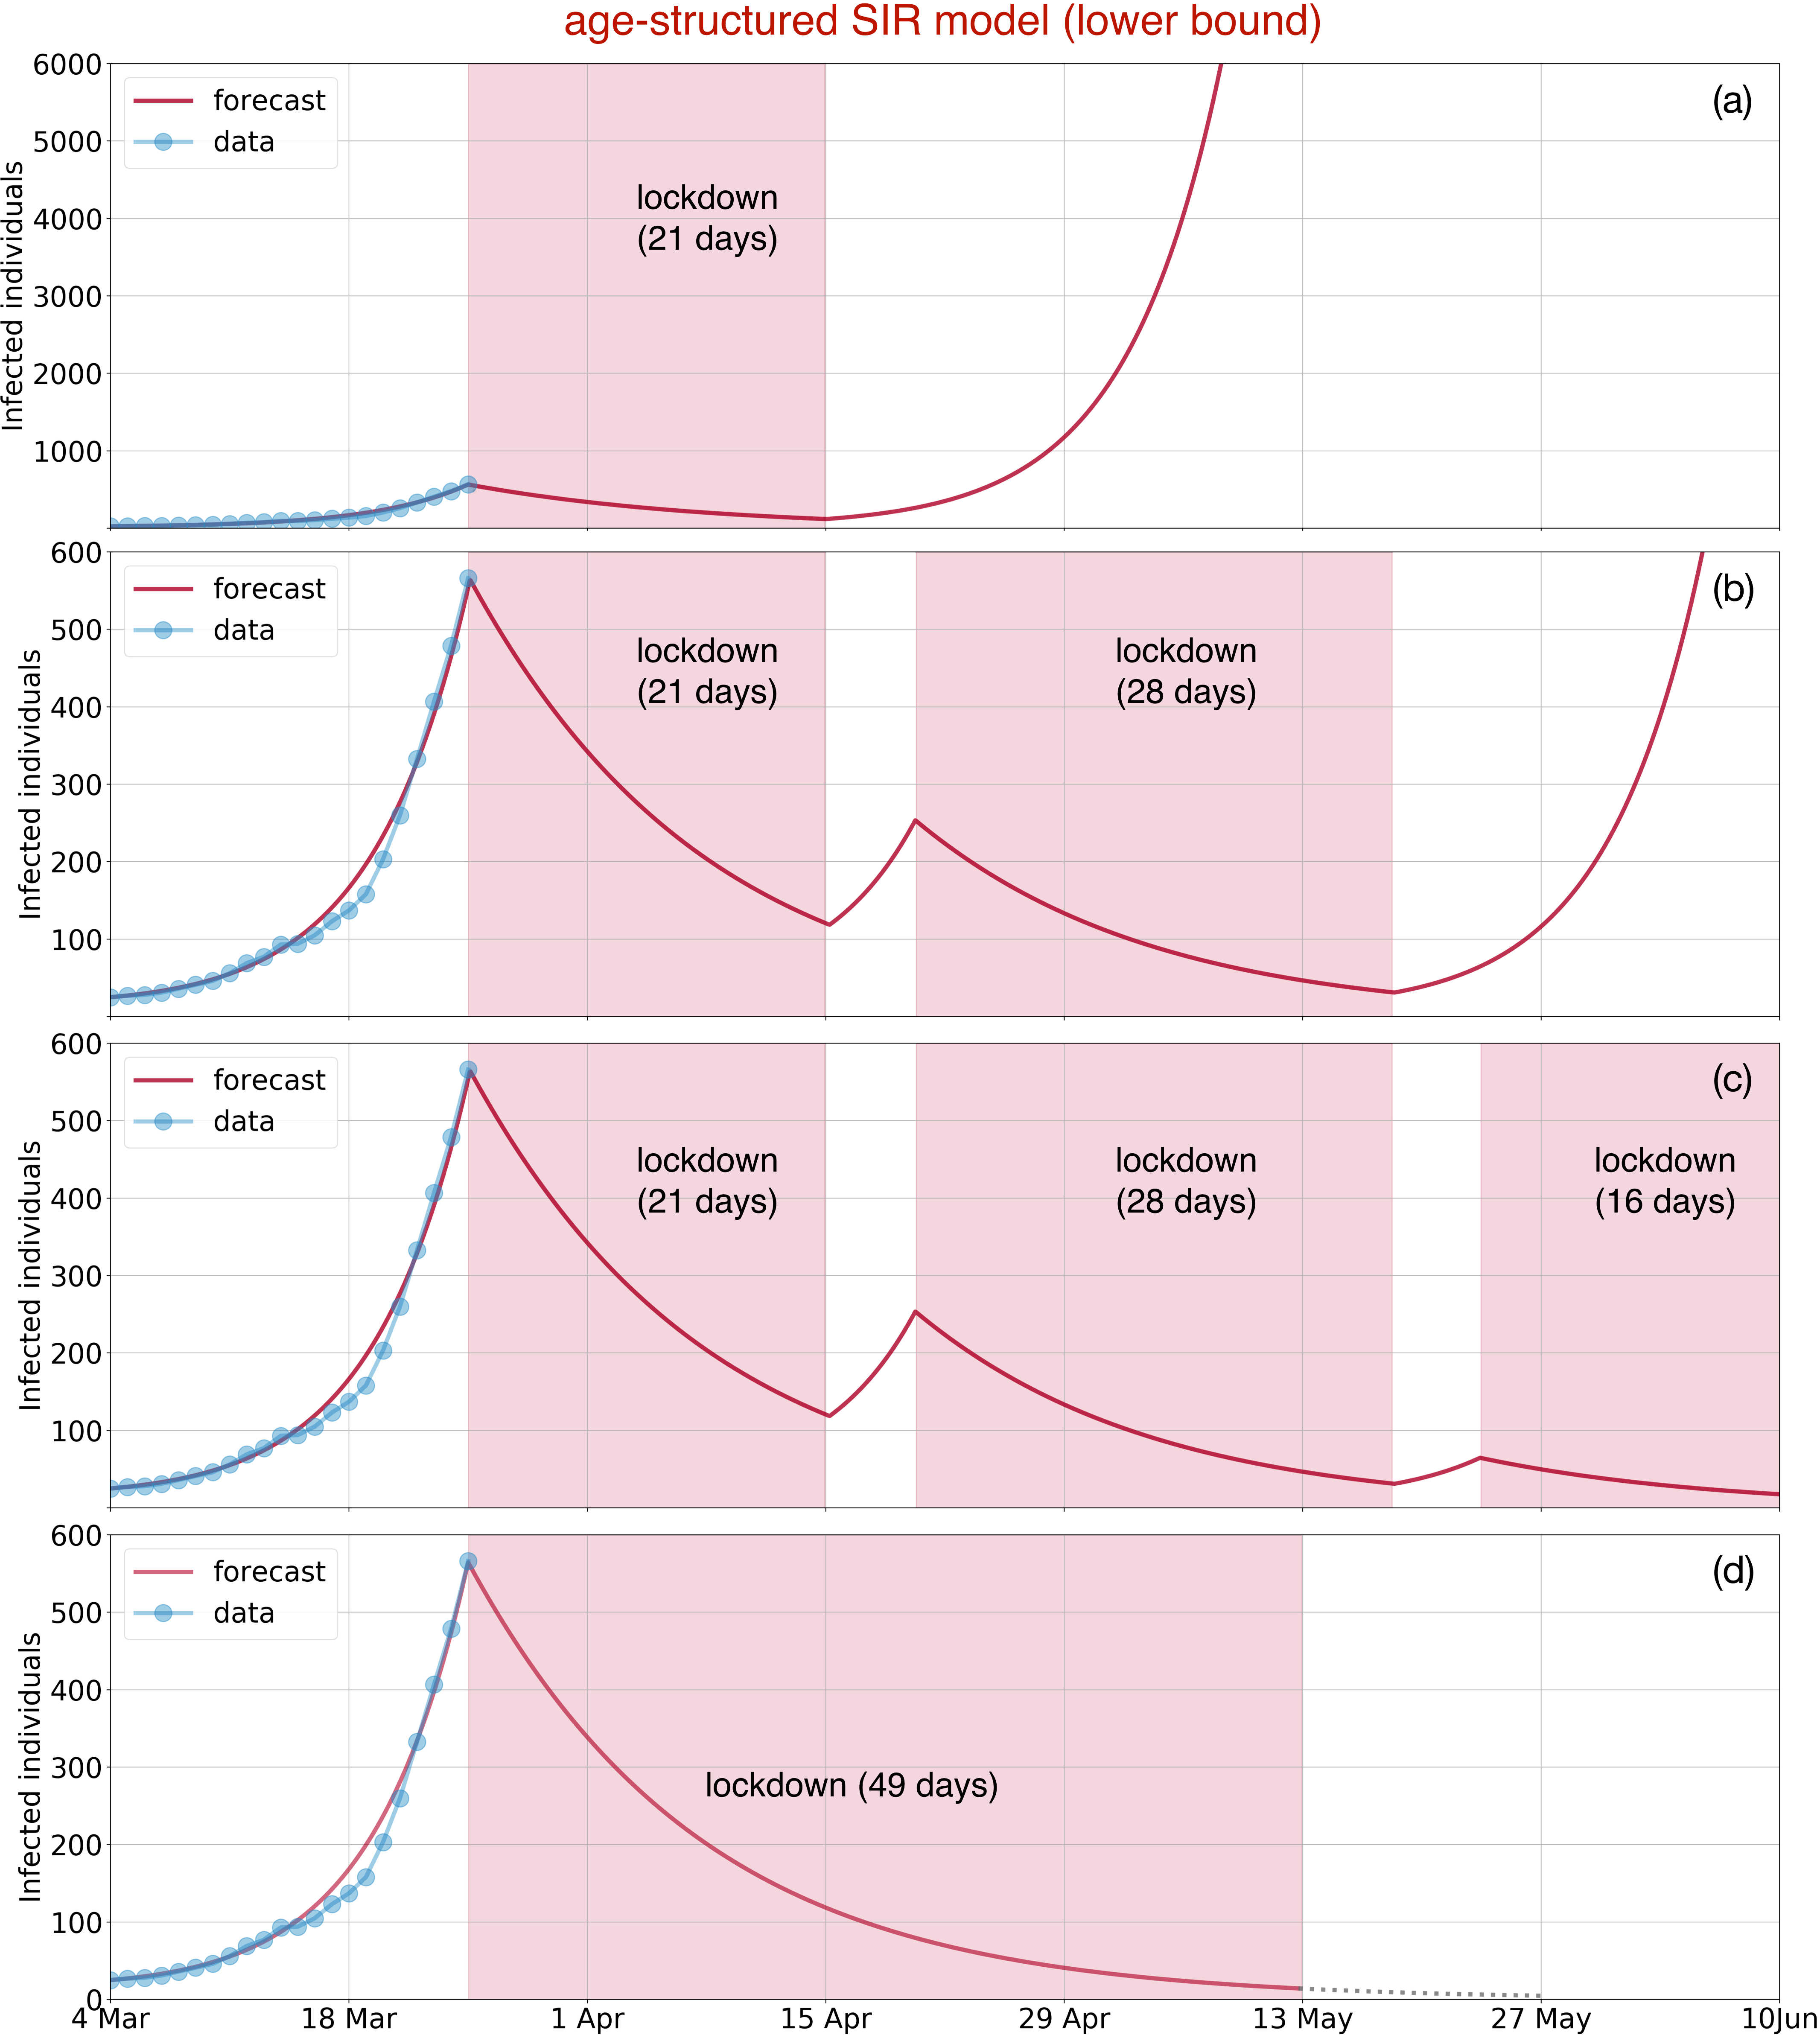 age-structured SIR model (lower bound)
6000
5000
4000
3000
2000
1000
Infected individuals
forecast
data
lockdown
(21 days)
(a)
600
500
400
300
200
100
Infected individuals
forecast
data
lockdown
(21 days)
lockdown
(28 days)
(b)
600
500
400
300
200
100
Infected individuals
forecast
data
lockdown
(21 days)
lockdown
(28 days)
lockdown
(16 days)
(c)
600
500
400
300
200
100
0
Infected individuals
forecast
data
lockdown (49 days)
(d)
4 Mar 18 Mar 1 Apr 15 Apr 29 Apr 13 May 27 May 10Jun